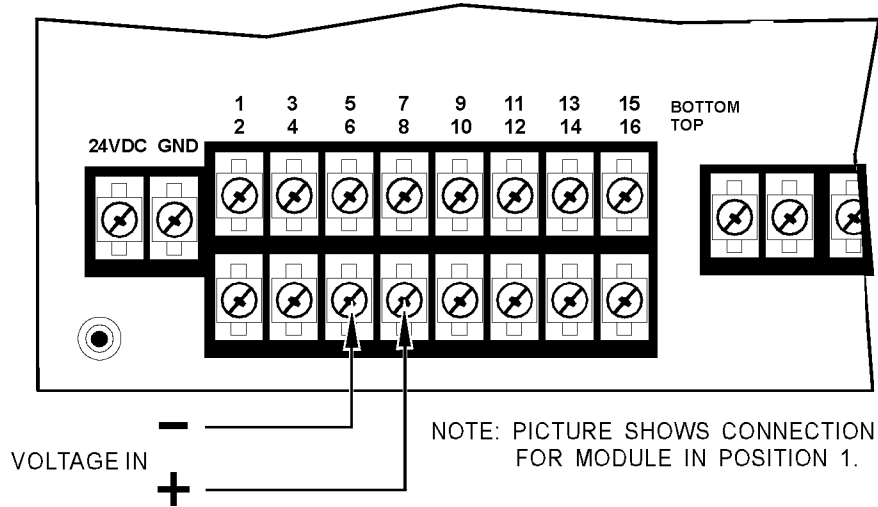 1 3 5 7 9 11 13 15 BOTTOM
2 4 6 8 10 12 14 16 TOP
24VDC GND
VOLTAGE IN
−
+
NOTE: PICTURE SHOWS CONNECTION
FOR MODULE IN POSITION 1.